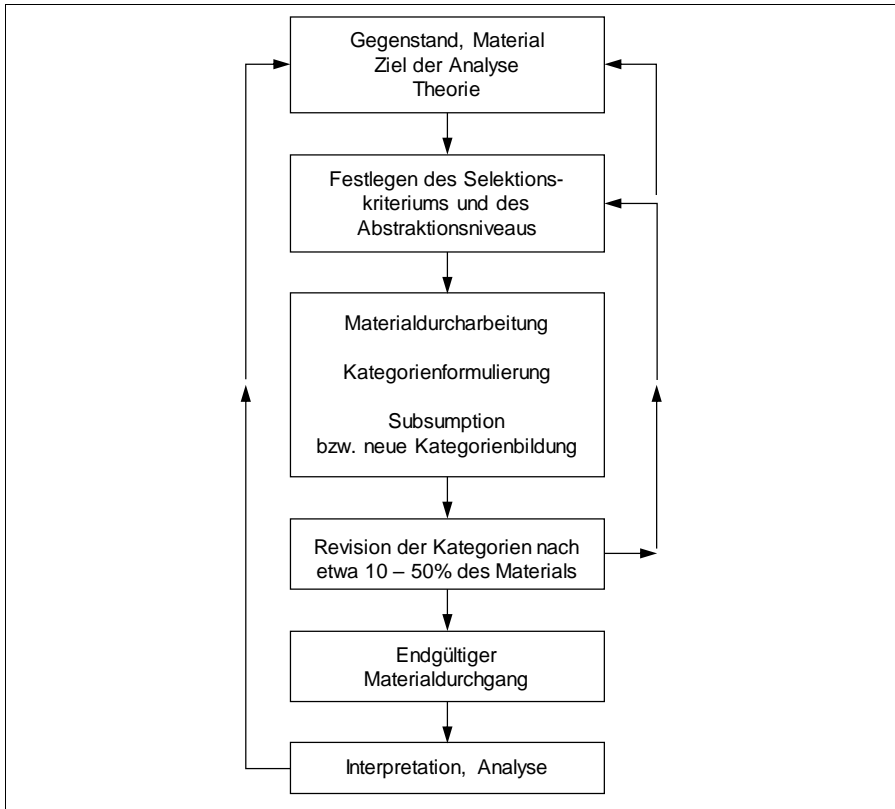 Gegenstand, Material
Ziel der Analyse
Theorie
Festlegen des Selektions-
kriteriums und des
Abstraktionsniveaus
Materialdurcharbeitung
Kategorienformulierung
Subsumption
bzw. neue Kategorienbildung
Revision der Kategorien nach
etwa 10 – 50% des Materials
Endgültiger
Materialdurchgang
Interpretation, Analyse